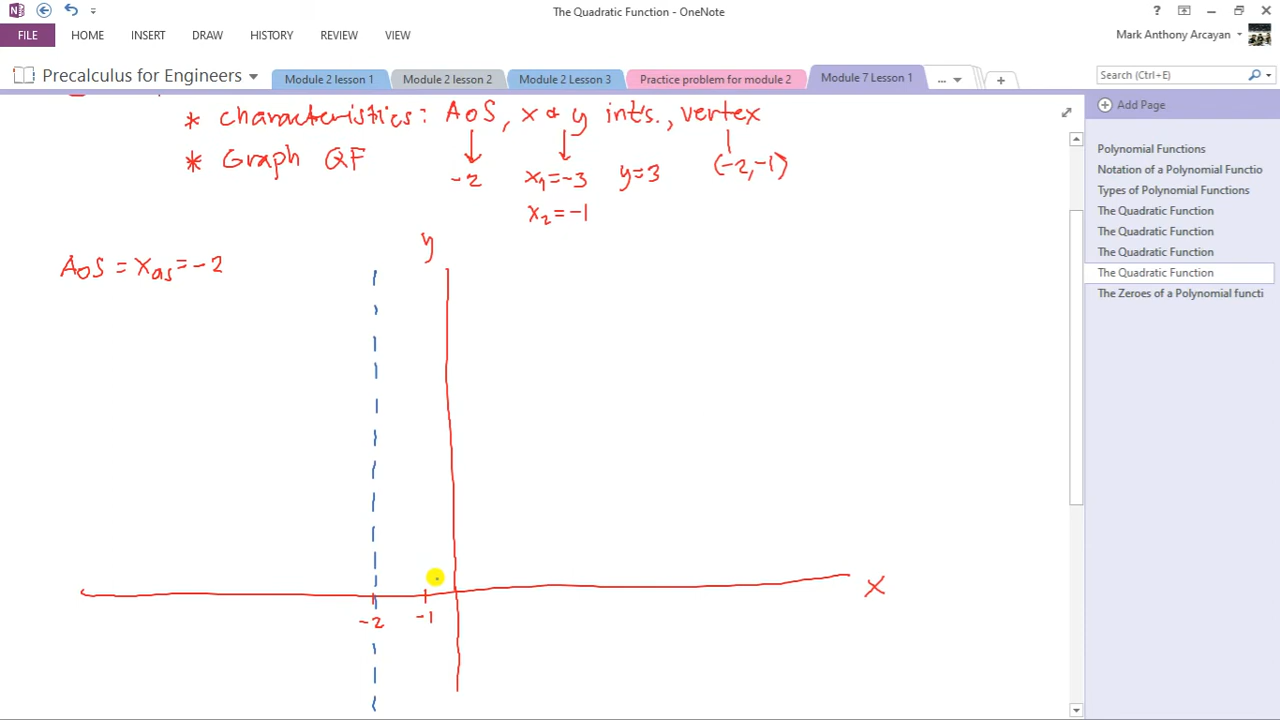 The Quadratic Function - OneNote
FILE HOME INSERT DRAW HISTORY REVIEW VIEW
Mark Anthony Arcayan
Precalculus for Engineers
Module 2 lesson 1
Module 2 lesson 2
Module 2 Lesson 3
Practice problem for module 2
Module 7 Lesson 1
...
Search (Ctrl+E)
Add Page
Polynomial Functions
Notation of a Polynomial Functio
Types of Polynomial Functions
The Quadratic Function
The Quadratic Function
The Quadratic Function
The Quadratic Function
The Zeroes of a Polynomial functi
* characteristics: AoS, x & y ints., vertex
* Graph QF
-2 x₁=-3 y=3 (-2,-1)
x₂=-1
AoS = Xas = -2
y
x
-2 -1